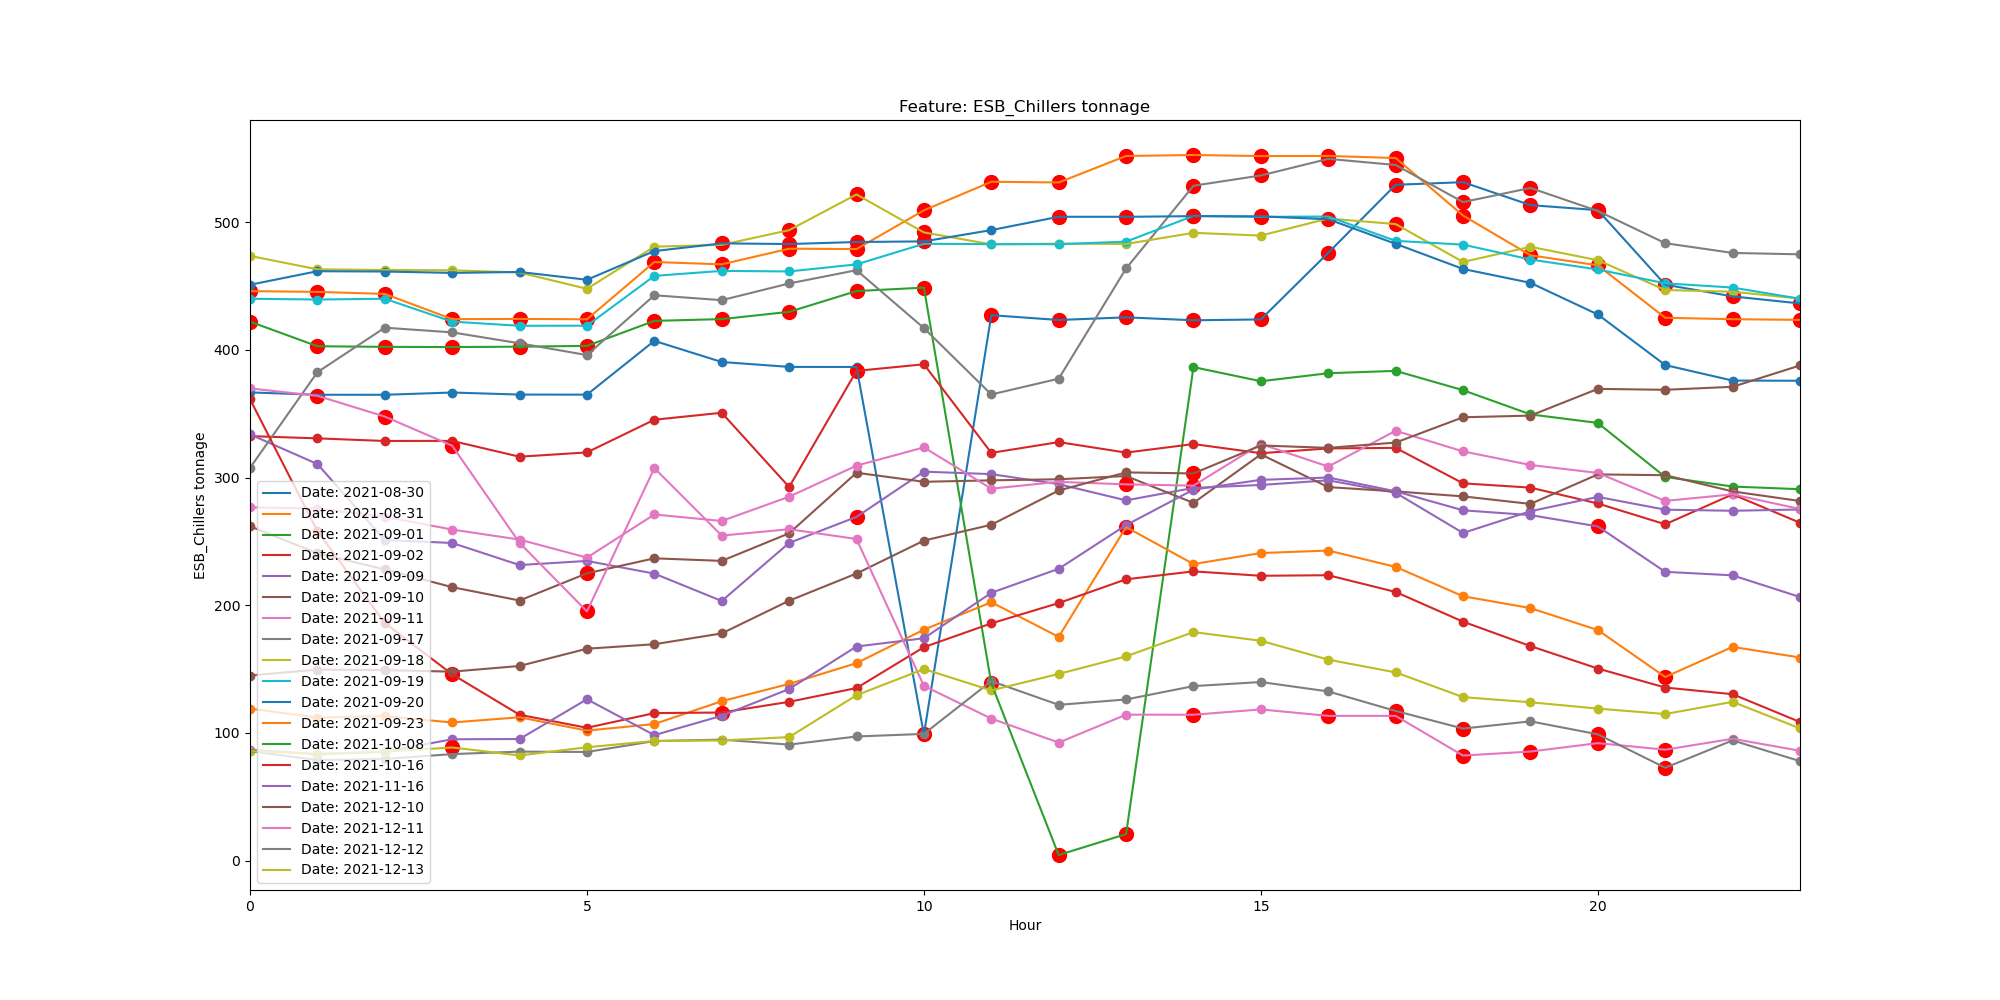 Feature: ESB_Chillers tonnage
ESB_Chillers tonnage
500
400
300
200
100
0
Date: 2021-08-30
Date: 2021-08-31
Date: 2021-09-01
Date: 2021-09-02
Date: 2021-09-09
Date: 2021-09-10
Date: 2021-09-11
Date: 2021-09-17
Date: 2021-09-18
Date: 2021-09-19
Date: 2021-09-20
Date: 2021-09-23
Date: 2021-10-08
Date: 2021-10-16
Date: 2021-11-16
Date: 2021-12-10
Date: 2021-12-11
Date: 2021-12-12
Date: 2021-12-13
0 5 10 15 20
Hour